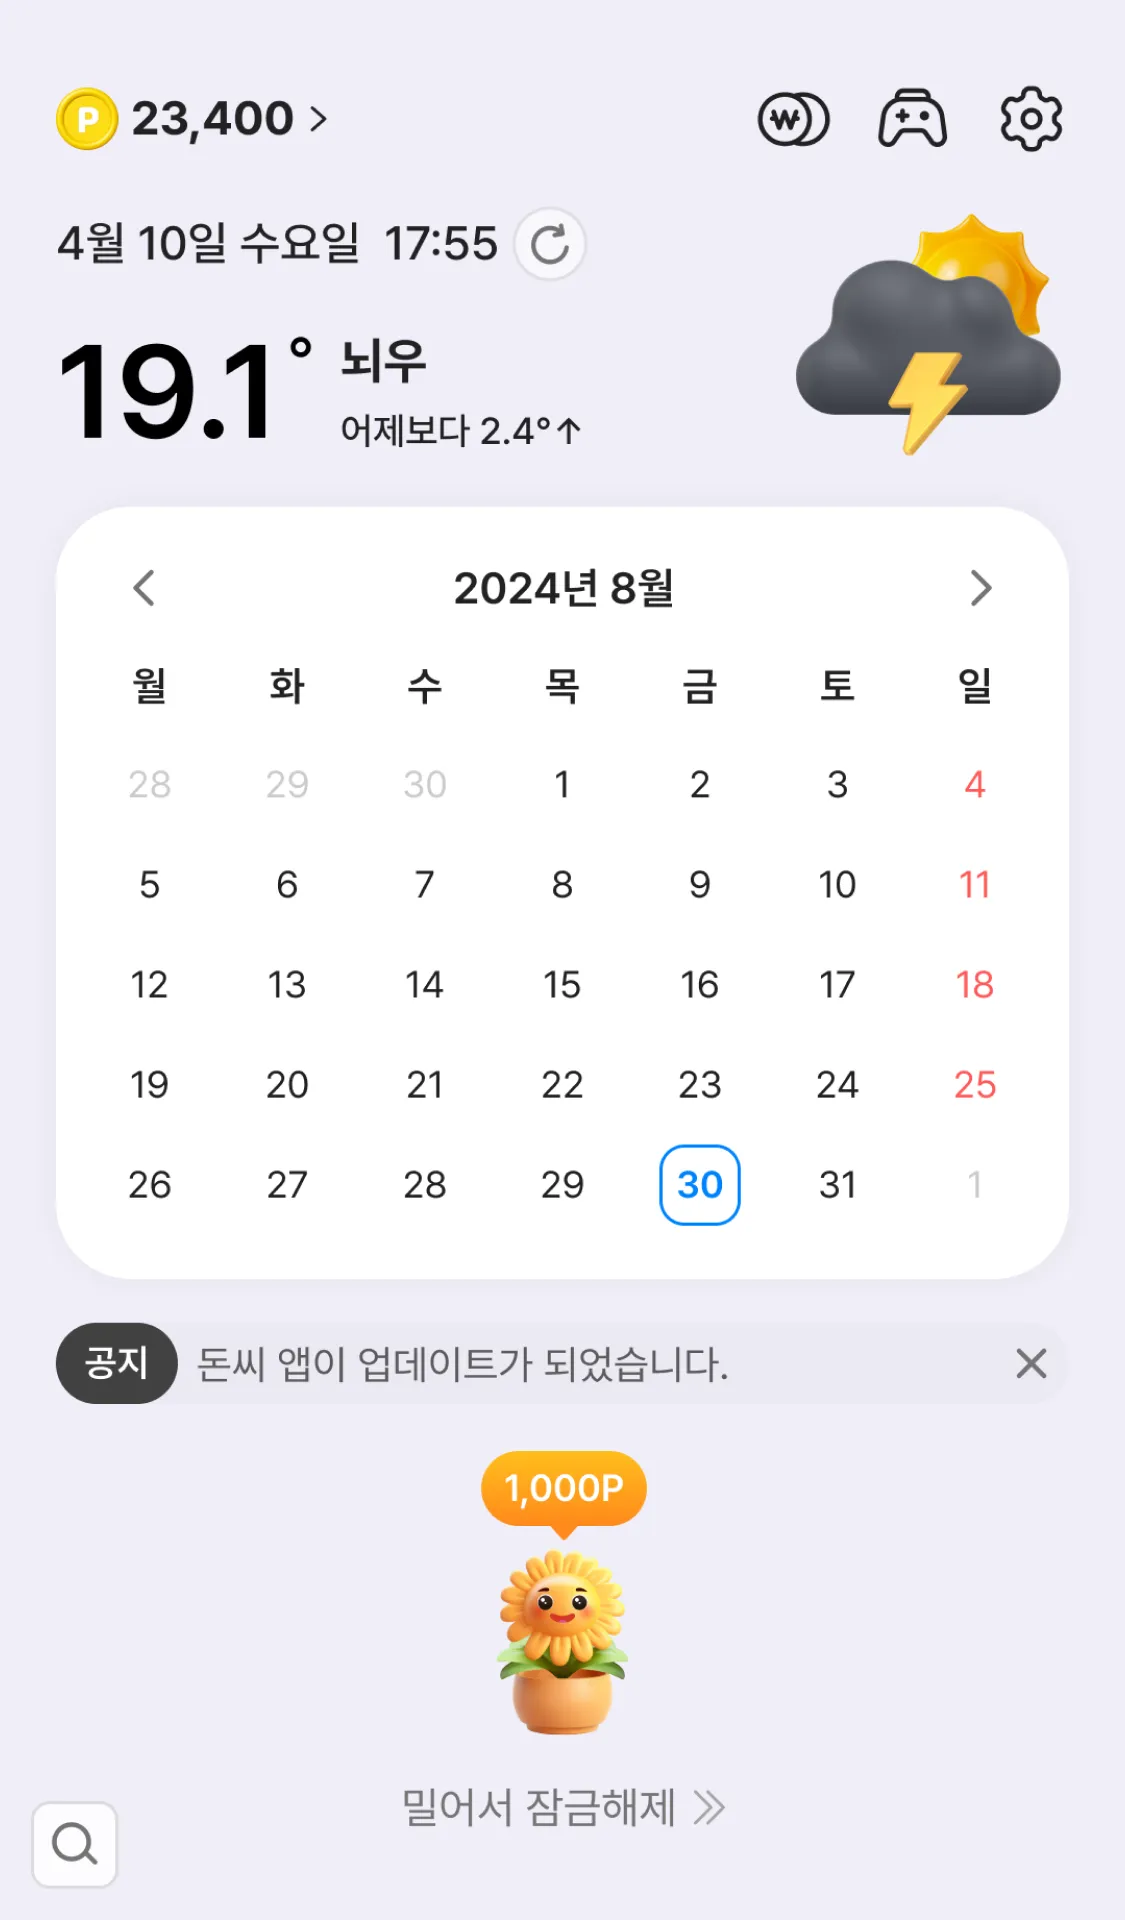 P 23,400
₩
4월 10일 수요일 17:55
19.1° 뇌우
어제보다 2.4°↑
2024년 8월
월 화 수 목 금 토 일
28 29 30 1 2 3 4
5 6 7 8 9 10 11
12 13 14 15 16 17 18
19 20 21 22 23 24 25
26 27 28 29 30 31 1
공지 돈씨 앱이 업데이트가 되었습니다.
1,000P
밀어서 잠금해제